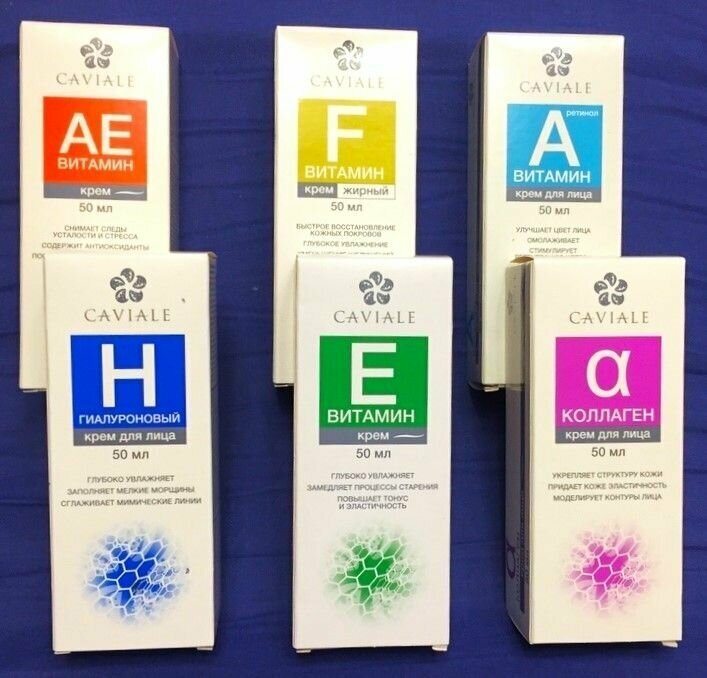 CAVIALE
AE
ВИТАМИН
крем
50 мл
СНИМАЕТ СЛЕДЫ
УСТАЛОСТИ И СТРЕССА
СОДЕРЖИТ АНТИОКСИДАНТЫ
CAVIALE
F
ВИТАМИН
крем жирный
50 мл
БЫСТРОЕ ВОССТАНОВЛЕНИЕ
КОЖНЫХ ПОКРОВОВ
ГЛУБОКОЕ УВЛАЖНЕНИЕ
CAVIALE
ретинол
A
ВИТАМИН
крем для лица
50 мл
УЛУЧШАЕТ ЦВЕТ ЛИЦА
ОМОЛАЖИВАЕТ
СТИМУЛИРУЕТ
CAVIALE
H
ГИАЛУРОНОВЫЙ
крем для лица
50 мл
ГЛУБОКО УВЛАЖНЯЕТ
ЗАПОЛНЯЕТ МЕЛКИЕ МОРЩИНЫ
СГЛАЖИВАЕТ МИМИЧЕСКИЕ ЛИНИИ
CAVIALE
E
ВИТАМИН
крем
50 мл
ГЛУБОКО УВЛАЖНЯЕТ
ЗАМЕДЛЯЕТ ПРОЦЕССЫ СТАРЕНИЯ
ПОВЫШАЕТ ТОНУС
И ЭЛАСТИЧНОСТЬ
CAVIALE
α
КОЛЛАГЕН
крем для лица
50 мл
УКРЕПЛЯЕТ СТРУКТУРУ КОЖИ
ПРИДАЕТ КОЖЕ ЭЛАСТИЧНОСТЬ
МОДЕЛИРУЕТ КОНТУРЫ ЛИЦА